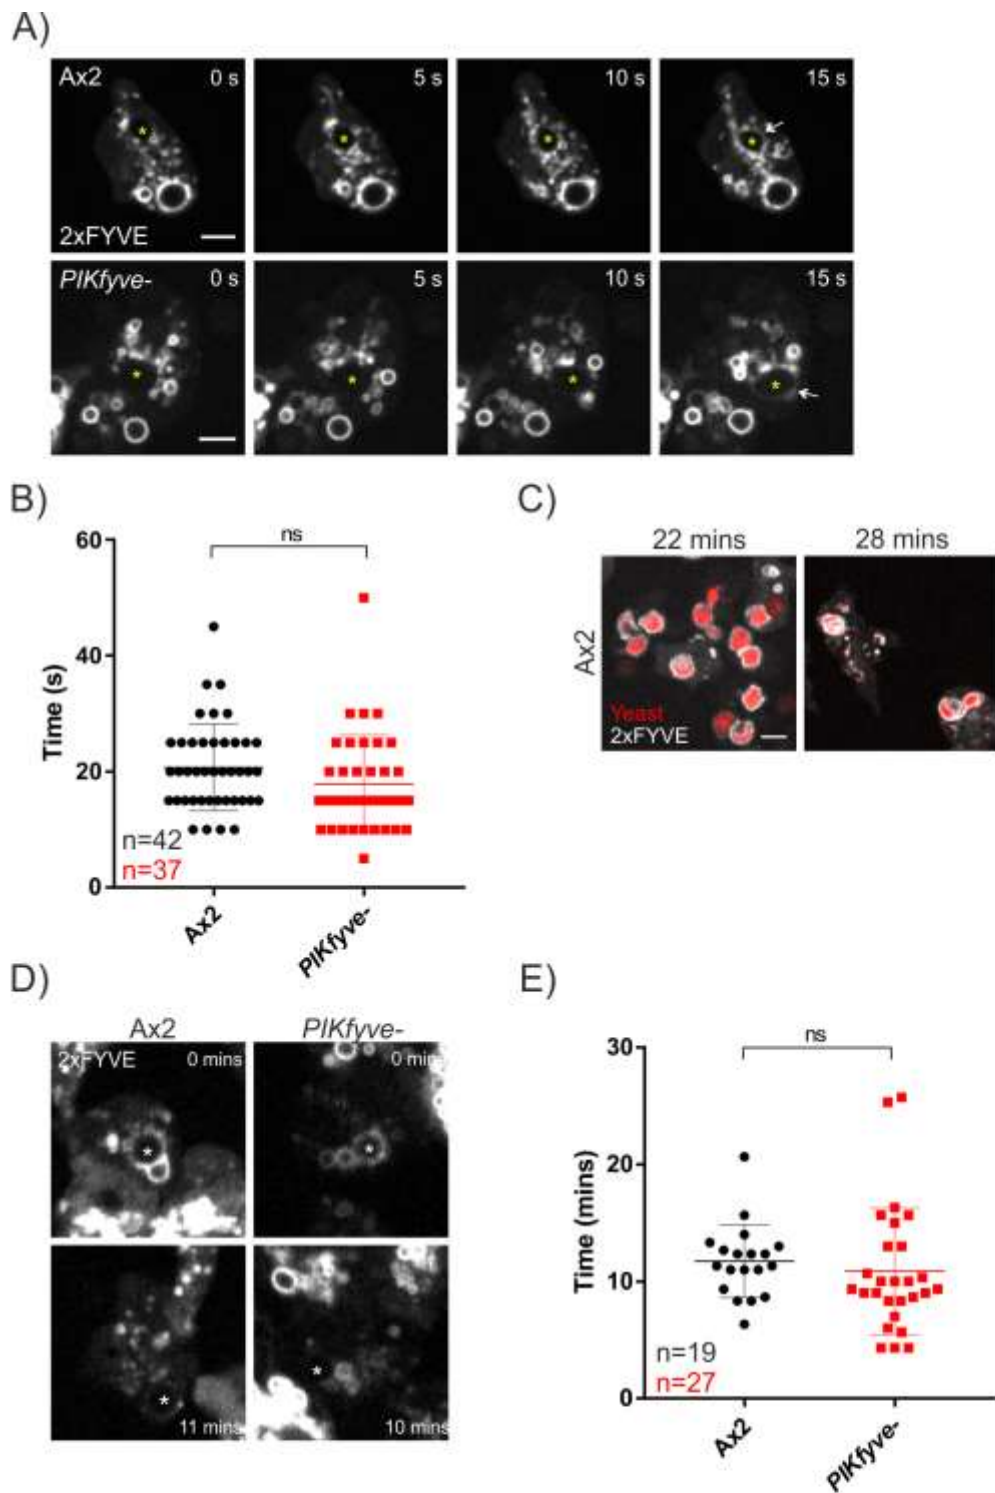 A)
Ax2 0 s 5 s 10 s 15 s
2xFYVE
PIKfyve- 0 s 5 s 10 s 15 s
B)
ns
60
40
20
0
Time (s)
n=42
n=37
Ax2 PIKfyve-
C)
22 mins 28 mins
Ax2
Yeast
2xFYVE
D)
Ax2 PIKfyve-
2xFYVE 0 mins 0 mins
11 mins 10 mins
E)
ns
30
20
10
0
Time (mins)
n=19
n=27
Ax2 PIKfyve-